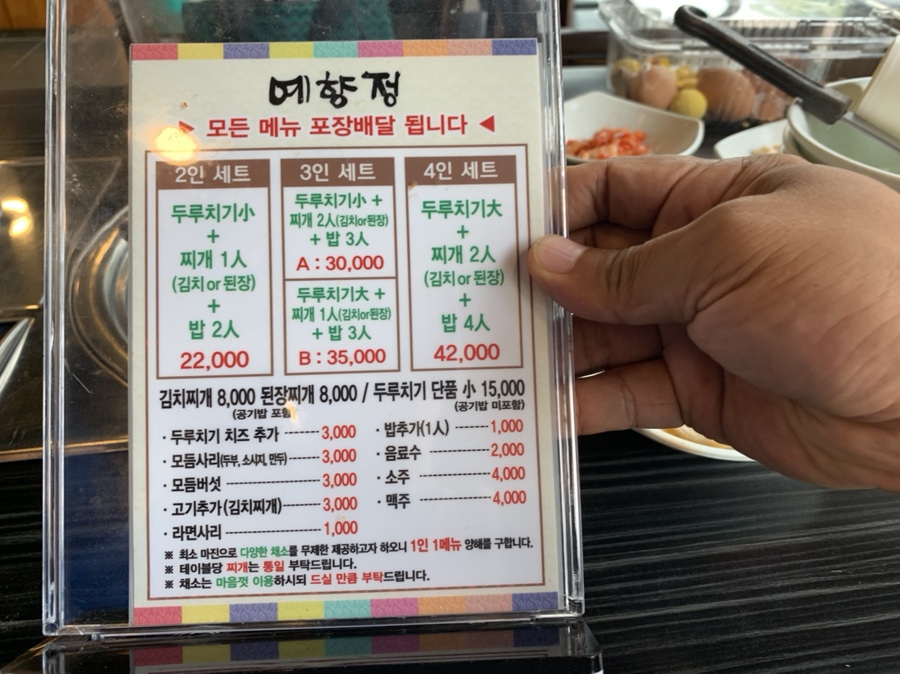 예향정
▶ 모든 메뉴 포장배달 됩니다 ◀
2인 세트
두루치기小
+
찌개 1人
(김치 or 된장)
+
밥 2人
22,000
3인 세트
두루치기小 +
찌개 2人(김치or된장)
+ 밥 3人
A : 30,000
두루치기大 +
찌개 1人(김치or된장)
+ 밥 3人
B : 35,000
4인 세트
두루치기大
+
찌개 2人
(김치 or 된장)
+
밥 4人
42,000
김치찌개 8,000 된장찌개 8,000 / 두루치기 단품 小 15,000
(공기밥 포함) (공기밥 미포함)
· 두루치기 치즈 추가 ------- 3,000
· 모듬사리(두부, 소시지, 만두)------- 3,000
· 모듬버섯 ------- 3,000
· 고기추가(김치찌개)------- 3,000
· 라면사리 ------- 1,000
· 밥추가(1人) ------- 1,000
· 음료수 ------- 2,000
· 소주 ------- 4,000
· 맥주 ------- 4,000
※ 최소 마진으로 다양한 채소를 무제한 제공하고자 하오니 1인 1메뉴 양해를 구합니다.
※ 테이블당 찌개는 통일 부탁드립니다.
※ 채소는 마음껏 이용하시되 드실 만큼 부탁드립니다.